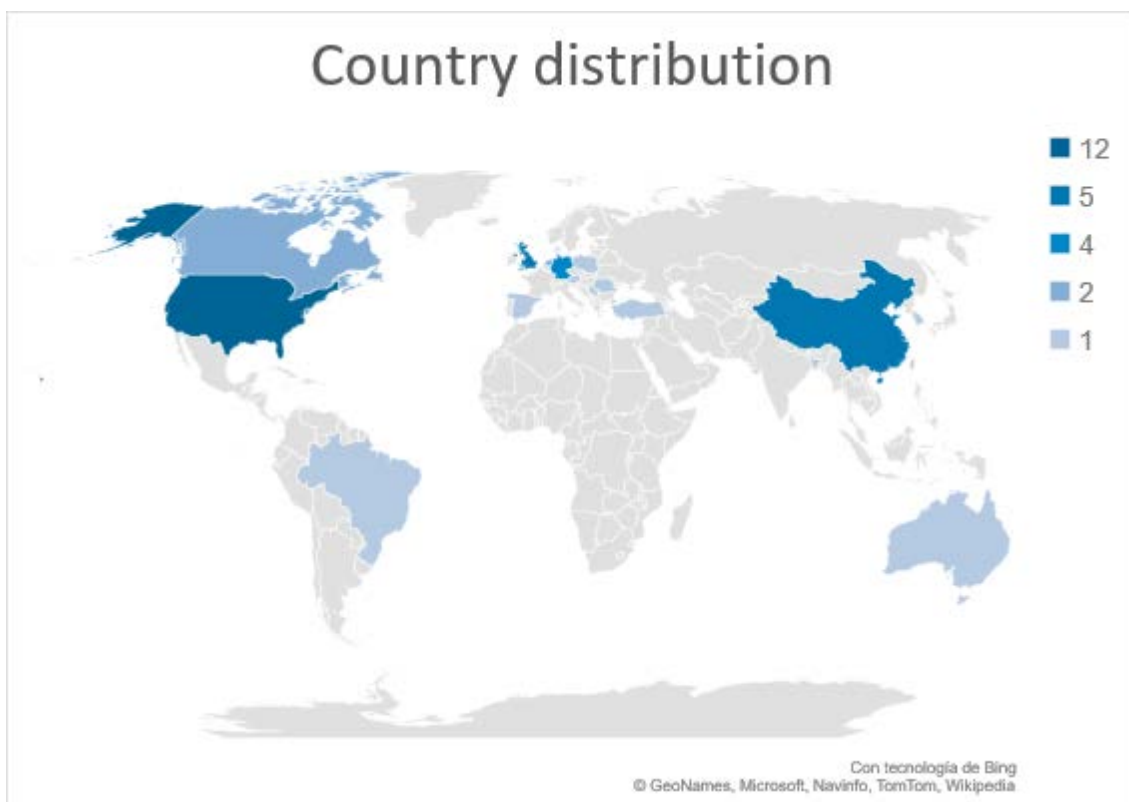 Country distribution
12
5
4
2
1
Con tecnología de Bing
© GeoNames, Microsoft, Navinfo, TomTom, Wikipedia